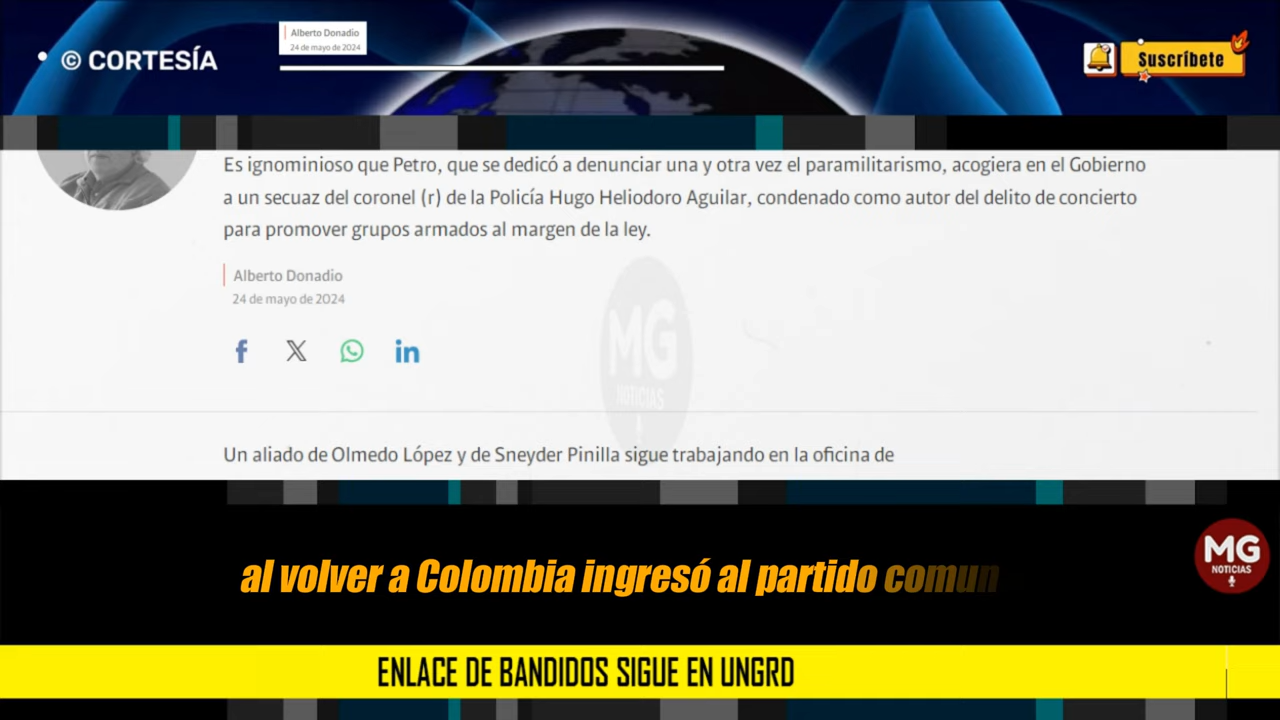 Alberto Donadio
24 de mayo de 2024
© CORTESÍA
Suscríbete
Es ignominioso que Petro, que se dedicó a denunciar una y otra vez el paramilitarismo, acogiera en el Gobierno
a un secuaz del coronel (r) de la Policía Hugo Heliodoro Aguilar, condenado como autor del delito de concierto
para promover grupos armados al margen de la ley.
Alberto Donadio
24 de mayo de 2024
MG
NOTICIAS
Un aliado de Olmedo López y de Sneyder Pinilla sigue trabajando en la oficina de
al volver a Colombia ingresó al partido comun
MG
NOTICIAS
ENLACE DE BANDIDOS SIGUE EN UNGRD